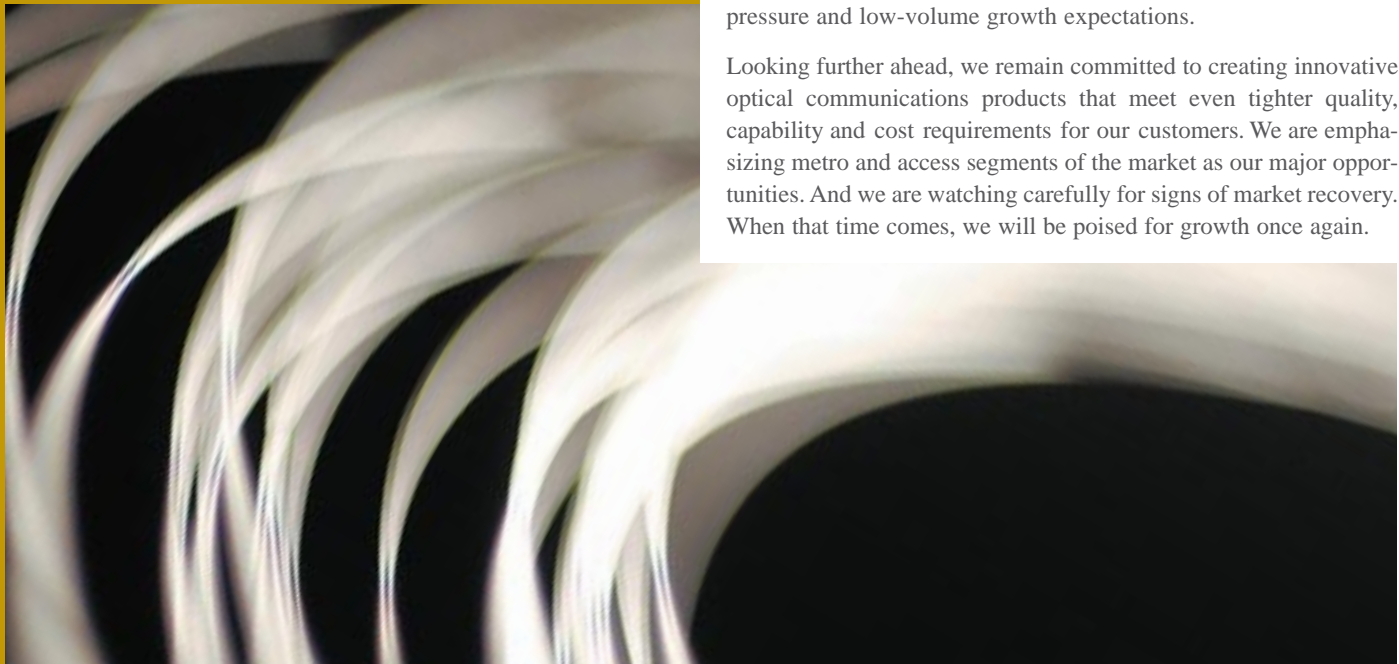 pressure and low-volume growth expectations.
Looking further ahead, we remain committed to creating innovative
optical communications products that meet even tighter quality,
capability and cost requirements for our customers. We are empha-
sizing metro and access segments of the market as our major oppor-
tunities. And we are watching carefully for signs of market recovery.
When that time comes, we will be poised for growth once again.